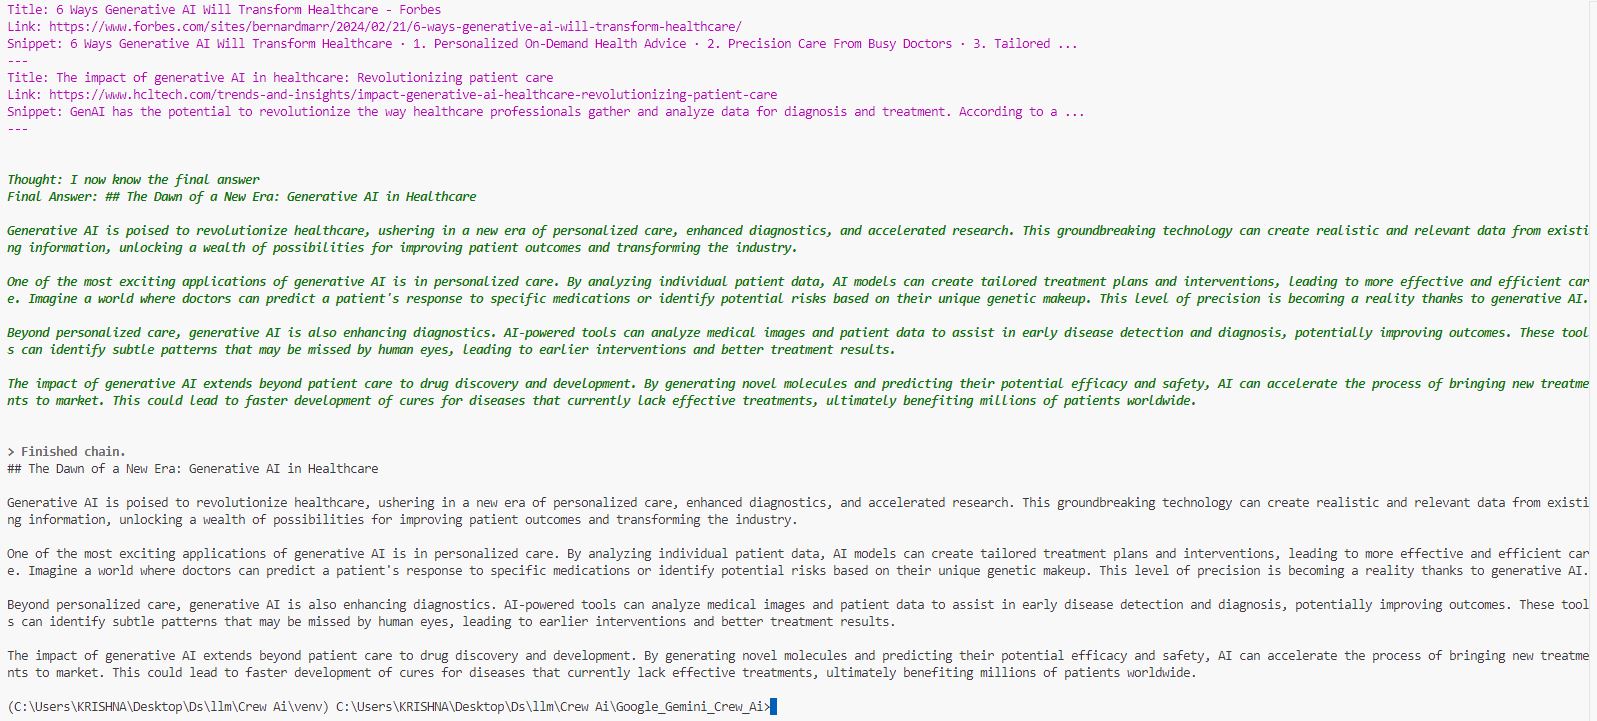 Title: 6 Ways Generative AI Will Transform Healthcare - Forbes
Link: https://www.forbes.com/sites/bernardmarr/2024/02/21/6-ways-generative-ai-will-transform-healthcare/
Snippet: 6 Ways Generative AI Will Transform Healthcare · 1. Personalized On-Demand Health Advice · 2. Precision Care From Busy Doctors · 3. Tailored ...
---
Title: The impact of generative AI in healthcare: Revolutionizing patient care
Link: https://www.hcltech.com/trends-and-insights/impact-generative-ai-healthcare-revolutionizing-patient-care
Snippet: GenAI has the potential to revolutionize the way healthcare professionals gather and analyze data for diagnosis and treatment. According to a ...
---
Thought: I now know the final answer
Final Answer: ## The Dawn of a New Era: Generative AI in Healthcare
Generative AI is poised to revolutionize healthcare, ushering in a new era of personalized care, enhanced diagnostics, and accelerated research. This groundbreaking technology can create realistic and relevant data from existi
ng information, unlocking a wealth of possibilities for improving patient outcomes and transforming the industry.
One of the most exciting applications of generative AI is in personalized care. By analyzing individual patient data, AI models can create tailored treatment plans and interventions, leading to more effective and efficient car
e. Imagine a world where doctors can predict a patient's response to specific medications or identify potential risks based on their unique genetic makeup. This level of precision is becoming a reality thanks to generative AI.
Beyond personalized care, generative AI is also enhancing diagnostics. AI-powered tools can analyze medical images and patient data to assist in early disease detection and diagnosis, potentially improving outcomes. These tool
s can identify subtle patterns that may be missed by human eyes, leading to earlier interventions and better treatment results.
The impact of generative AI extends beyond patient care to drug discovery and development. By generating novel molecules and predicting their potential efficacy and safety, AI can accelerate the process of bringing new treatme
nts to market. This could lead to faster development of cures for diseases that currently lack effective treatments, ultimately benefiting millions of patients worldwide.
> Finished chain.
## The Dawn of a New Era: Generative AI in Healthcare
Generative AI is poised to revolutionize healthcare, ushering in a new era of personalized care, enhanced diagnostics, and accelerated research. This groundbreaking technology can create realistic and relevant data from existi
ng information, unlocking a wealth of possibilities for improving patient outcomes and transforming the industry.
One of the most exciting applications of generative AI is in personalized care. By analyzing individual patient data, AI models can create tailored treatment plans and interventions, leading to more effective and efficient car
e. Imagine a world where doctors can predict a patient's response to specific medications or identify potential risks based on their unique genetic makeup. This level of precision is becoming a reality thanks to generative AI.
Beyond personalized care, generative AI is also enhancing diagnostics. AI-powered tools can analyze medical images and patient data to assist in early disease detection and diagnosis, potentially improving outcomes. These tool
s can identify subtle patterns that may be missed by human eyes, leading to earlier interventions and better treatment results.
The impact of generative AI extends beyond patient care to drug discovery and development. By generating novel molecules and predicting their potential efficacy and safety, AI can accelerate the process of bringing new treatme
nts to market. This could lead to faster development of cures for diseases that currently lack effective treatments, ultimately benefiting millions of patients worldwide.
(C:\Users\KRISHNA\Desktop\Ds\llm\Crew Ai\venv) C:\Users\KRISHNA\Desktop\Ds\llm\Crew Ai\Google_Gemini_Crew_Ai>